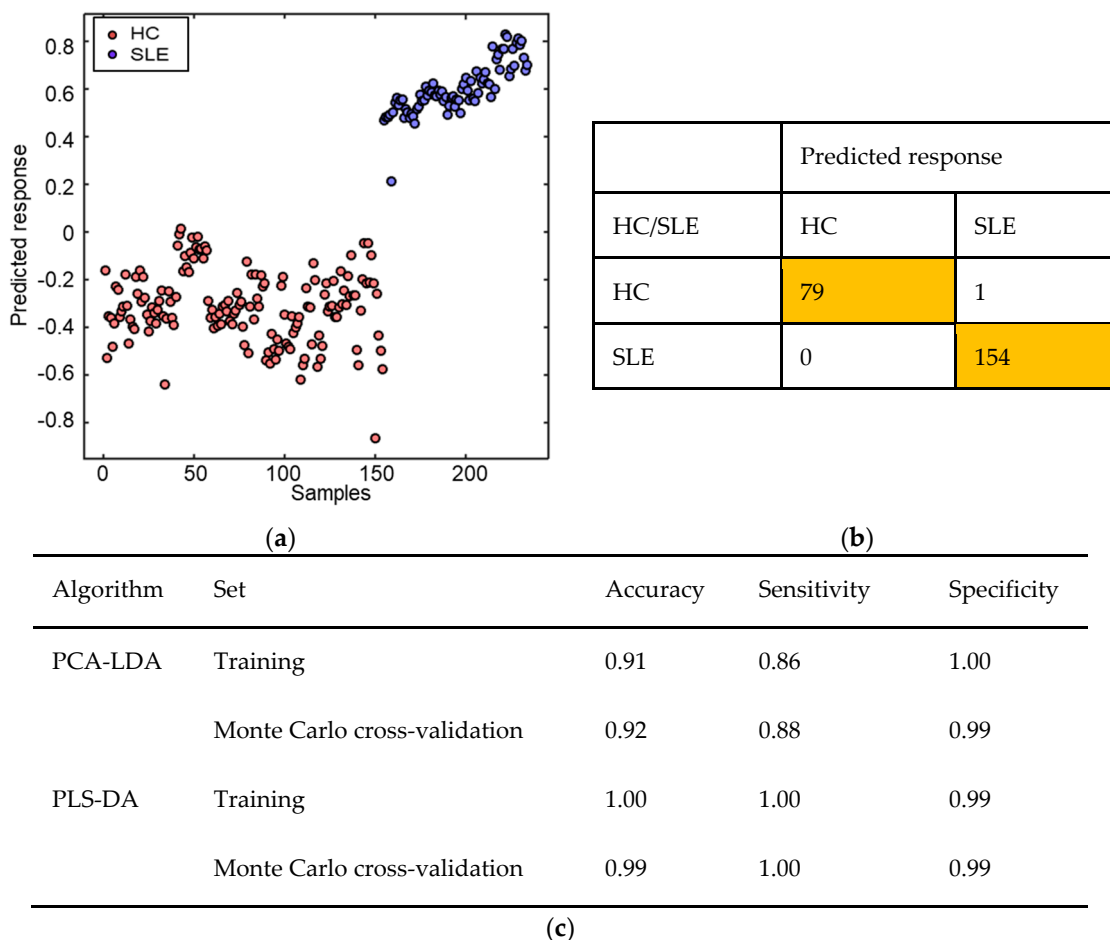 HC
SLE
0.8
0.6
0.4
0.2
0
-0.2
-0.4
-0.6
-0.8
Predicted response
0 50 100 150 200
Samples
(a)
Predicted response
HC/SLE HC SLE
HC 79 1
SLE 0 154
(b)
Algorithm Set Accuracy Sensitivity Specificity
PCA-LDA Training 0.91 0.86 1.00
Monte Carlo cross-validation 0.92 0.88 0.99
PLS-DA Training 1.00 1.00 0.99
Monte Carlo cross-validation 0.99 1.00 0.99
(c)